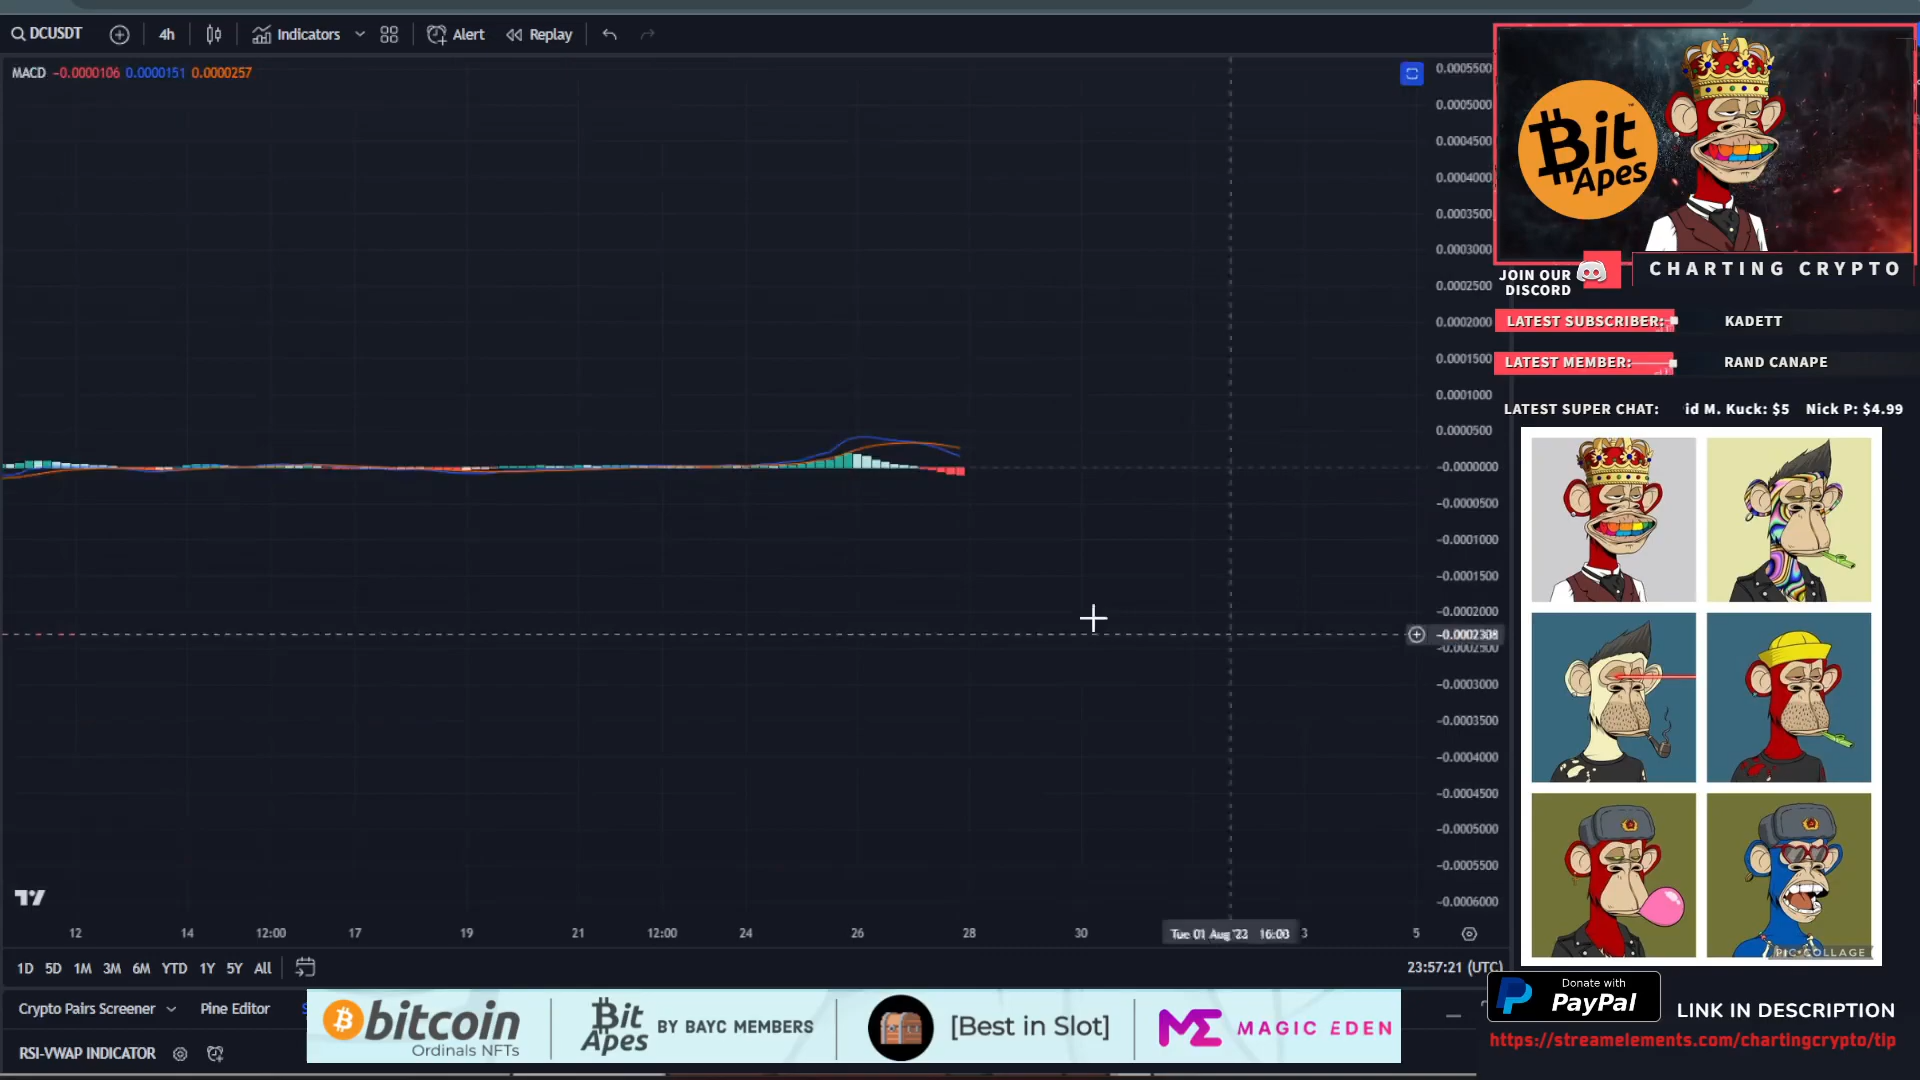 DCUSDT 4h Indicators Alert Replay
MACD −0.0000106 0.0000151 0.0000257
0.0005500
0.0005000
0.0004500
0.0004000
0.0003500
0.0003000
0.0002500
0.0002000
0.0001500
0.0001000
0.0000500
−0.0000000
−0.0000500
−0.0001000
−0.0001500
−0.0002000
−0.0002308
−0.0002500
−0.0003000
−0.0003500
−0.0004000
−0.0004500
−0.0005000
−0.0005500
−0.0006000
12 14 12:00 17 19 21 12:00 24 26 28 30 Tue 01 Aug '23 16:00 3 5
1D 5D 1M 3M 6M YTD 1Y 5Y All
23:57:21 (UTC)
Crypto Pairs Screener Pine Editor
RSI-VWAP INDICATOR
bitcoin
Ordinals NFTs
Bit
Apes
BY BAYC MEMBERS
[Best in Slot]
MAGIC EDEN
Bit
Apes
JOIN OUR
DISCORD
CHARTING CRYPTO
LATEST SUBSCRIBER: KADETT
LATEST MEMBER: RAND CANAPE
LATEST SUPER CHAT: id M. Kuck: $5 Nick P: $4.99
PIC•COLLAGE
Donate with
PayPal
LINK IN DESCRIPTION
https://streamelements.com/chartingcrypto/tip